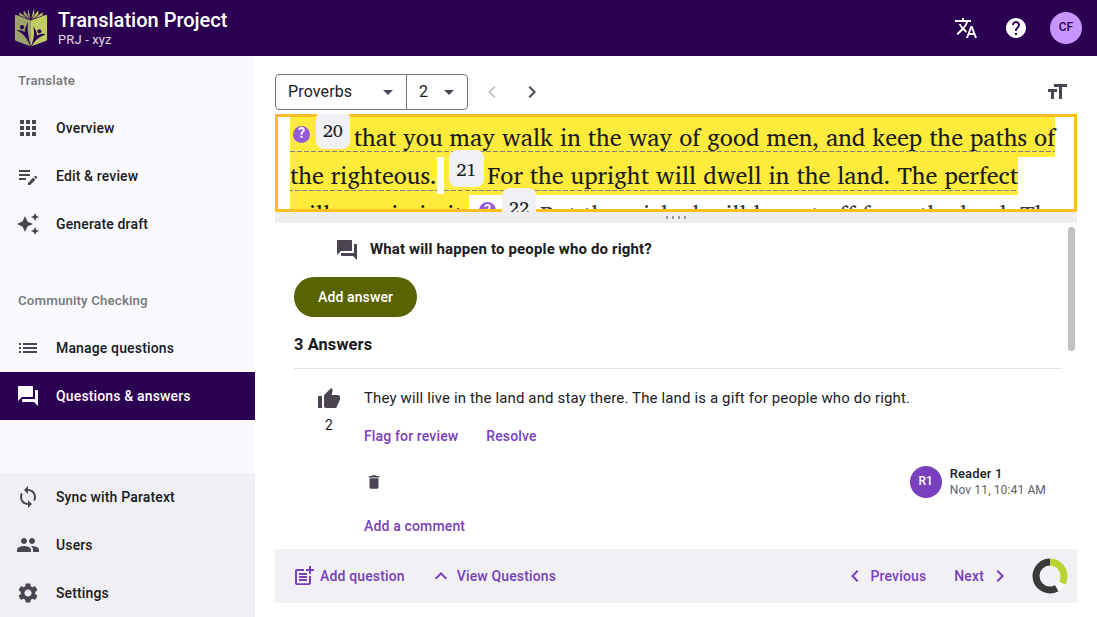 Translation Project
PRJ - xyz
CF
Translate
Overview
Edit & review
Generate draft
Community Checking
Manage questions
Questions & answers
Sync with Paratext
Users
Settings
Proverbs
2
20 that you may walk in the way of good men, and keep the paths of
the righteous. 21 For the upright will dwell in the land. The perfect
22
What will happen to people who do right?
Add answer
3 Answers
They will live in the land and stay there. The land is a gift for people who do right.
2
Flag for review Resolve
R1
Reader 1
Nov 11, 10:41 AM
Add a comment
Add question
View Questions
Previous
Next